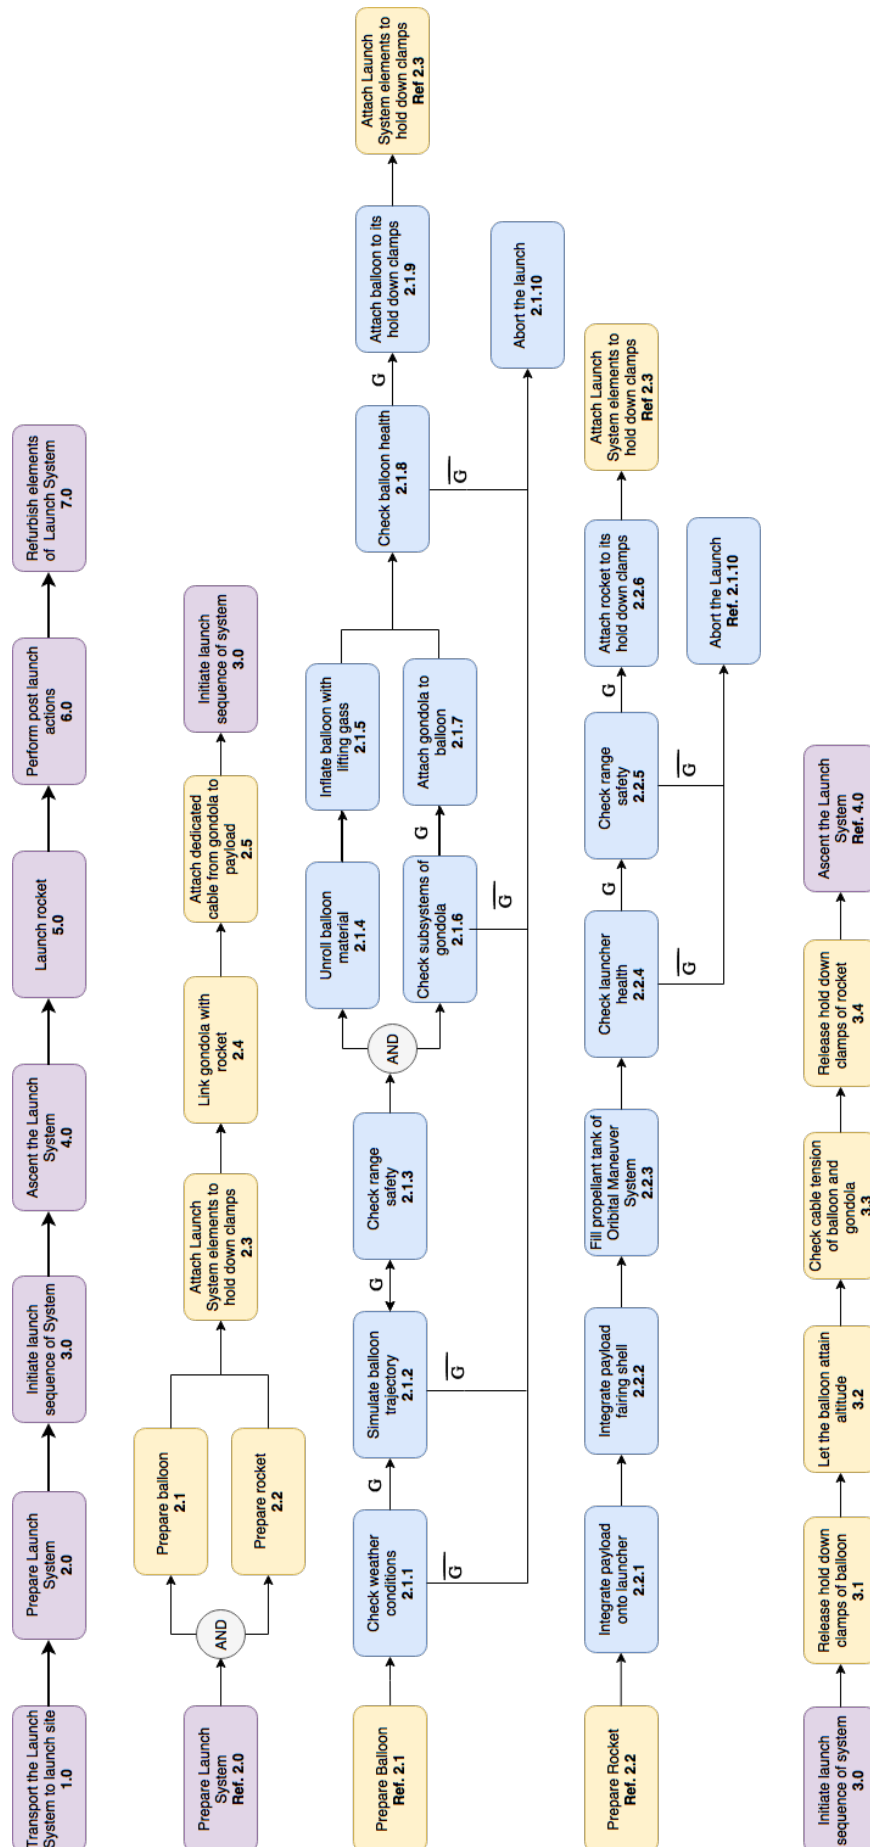 Transport the Launch
System to launch site
1.0
Prepare Launch
System
2.0
Initiate launch
sequence of System
3.0
Ascent the Launch
System
4.0
Launch rocket
5.0
Perform post launch
actions
6.0
Refurbish elements
of Launch System
7.0
Prepare Launch
System
Ref. 2.0
AND
Prepare balloon
2.1
Prepare rocket
2.2
Attach Launch
System elements to
hold down clamps
2.3
Link gondola with
rocket
2.4
Attach dedicated
cable from gondola to
payload
2.5
Initiate launch
sequence of system
3.0
Prepare Balloon
Ref. 2.1
Check weather
conditions
2.1.1
G
G
Simulate balloon
trajectory
2.1.2
G
G
Check range
safety
2.1.3
AND
Unroll balloon
material
2.1.4
Inflate balloon with
lifting gass
2.1.5
Check subsystems of
gondola
2.1.6
G
G
Attach gondola to
balloon
2.1.7
Check balloon health
2.1.8
G
G
Attach balloon to its
hold down clamps
2.1.9
Attach Launch
System elements to
hold down clamps
Ref 2.3
Abort the launch
2.1.10
Prepare Rocket
Ref. 2.2
Integrate payload
onto launcher
2.2.1
Integrate payload
fairing shell
2.2.2
Fill propellant tank of
Oribital Maneuver
System
2.2.3
Check launcher
health
2.2.4
G
G
Check range
safety
2.2.5
G
G
Attach rocket to its
hold down clamps
2.2.6
Attach Launch
System elements to
hold down clamps
Ref 2.3
Abort the Launch
Ref. 2.1.10
Initiate launch
sequence of system
3.0
Release hold down
clamps of balloon
3.1
Let the balloon attain
altitude
3.2
Check cable tension
of balloon and
gondola
3.3
Release hold down
clamps of rocket
3.4
Ascent the Launch
System
Ref. 4.0